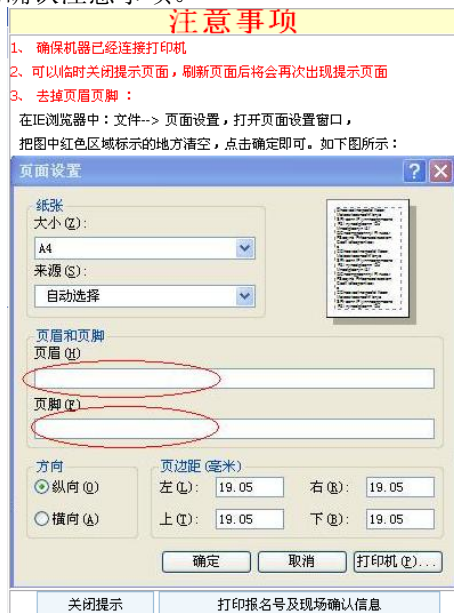 注意事项
1、 确保机器已经连接打印机
2、可以临时关闭提示页面，刷新页面后将会再次出现提示页面
3、 去掉页眉页脚：
在IE浏览器中：文件--> 页面设置，打开页面设置窗口，
把图中红色区域标示的地方清空，点击确定即可。如下图所示：
页面设置
纸张
大小(Z)：
A4
来源(S)：
自动选择
页眉和页脚
页眉(H)
页脚(F)
方向
纵向(O)
横向(A)
页边距(毫米)
左(L)： 19.05 右(R)： 19.05
上(T)： 19.05 下(B)： 19.05
确定 取消 打印机(P)...
关闭提示 打印报名号及现场确认信息